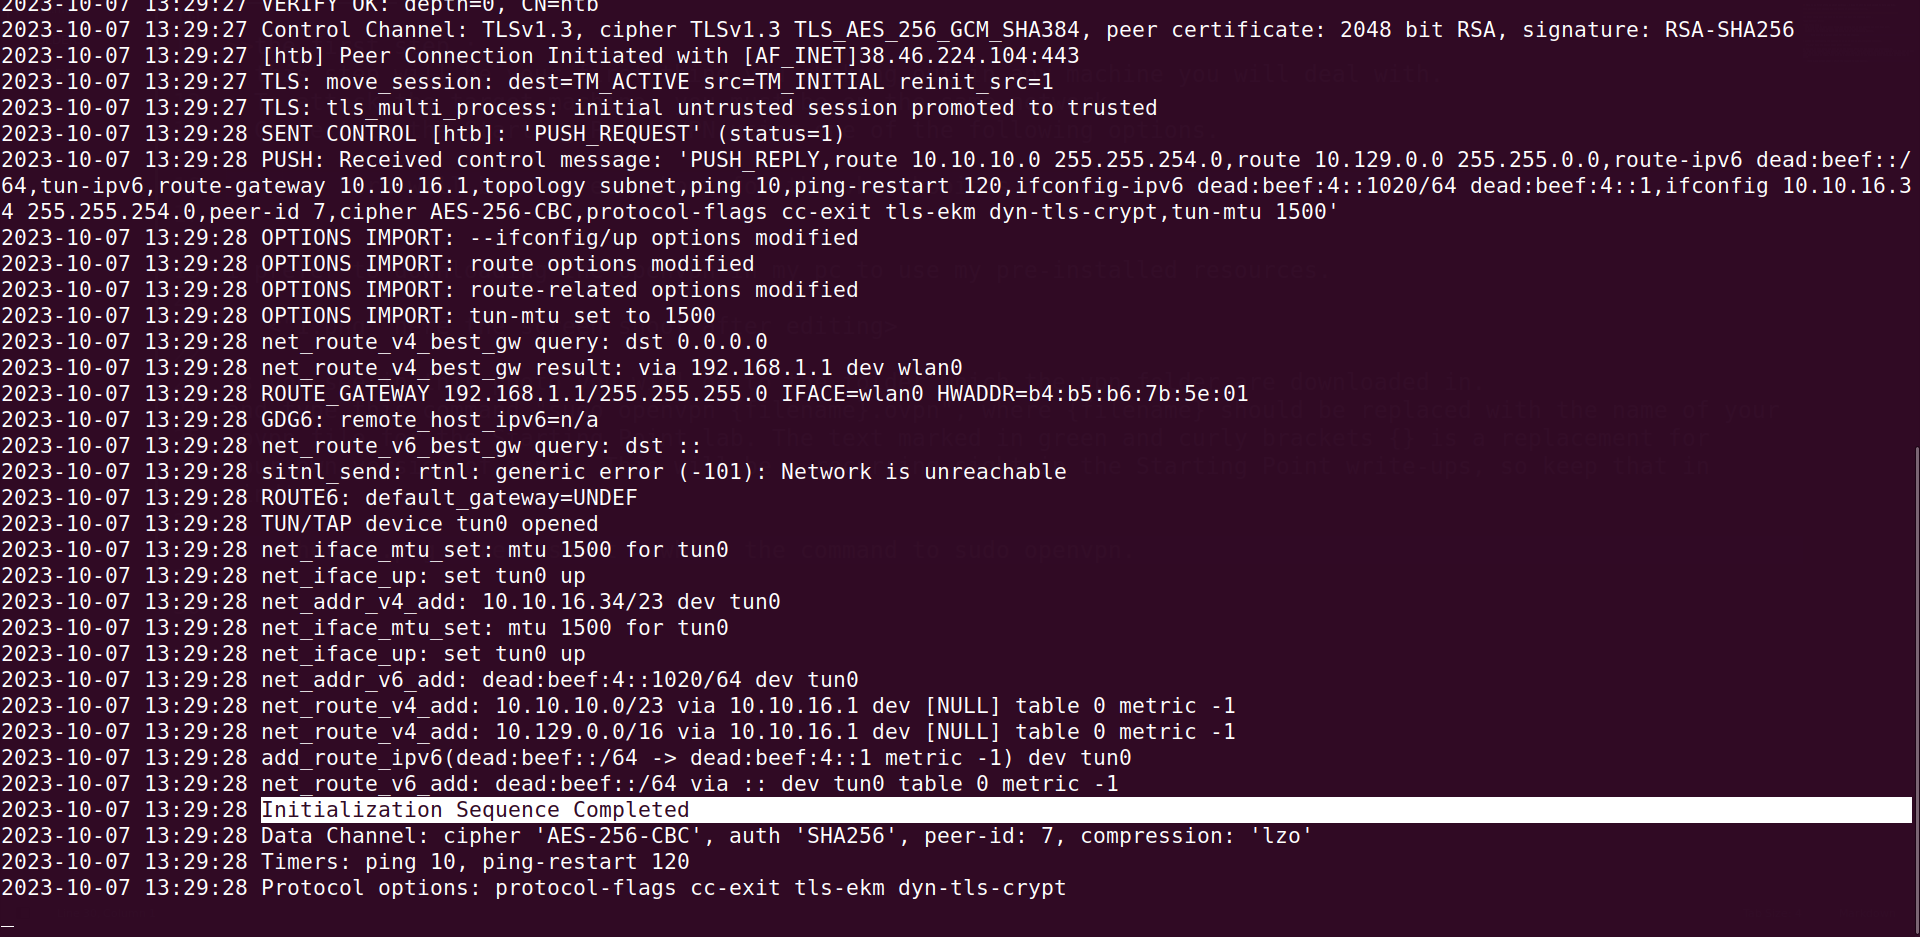 2023-10-07 13:29:27 VERIFY OK: depth=0, CN=htb
2023-10-07 13:29:27 Control Channel: TLSv1.3, cipher TLSv1.3 TLS_AES_256_GCM_SHA384, peer certificate: 2048 bit RSA, signature: RSA-SHA256
2023-10-07 13:29:27 [htb] Peer Connection Initiated with [AF_INET]38.46.224.104:443
2023-10-07 13:29:27 TLS: move_session: dest=TM_ACTIVE src=TM_INITIAL reinit_src=1
2023-10-07 13:29:27 TLS: tls_multi_process: initial untrusted session promoted to trusted
2023-10-07 13:29:28 SENT CONTROL [htb]: 'PUSH_REQUEST' (status=1)
2023-10-07 13:29:28 PUSH: Received control message: 'PUSH_REPLY,route 10.10.10.0 255.255.254.0,route 10.129.0.0 255.255.0.0,route-ipv6 dead:beef::/
64,tun-ipv6,route-gateway 10.10.16.1,topology subnet,ping 10,ping-restart 120,ifconfig-ipv6 dead:beef:4::1020/64 dead:beef:4::1,ifconfig 10.10.16.3
4 255.255.254.0,peer-id 7,cipher AES-256-CBC,protocol-flags cc-exit tls-ekm dyn-tls-crypt,tun-mtu 1500'
2023-10-07 13:29:28 OPTIONS IMPORT: --ifconfig/up options modified
2023-10-07 13:29:28 OPTIONS IMPORT: route options modified
2023-10-07 13:29:28 OPTIONS IMPORT: route-related options modified
2023-10-07 13:29:28 OPTIONS IMPORT: tun-mtu set to 1500
2023-10-07 13:29:28 net_route_v4_best_gw query: dst 0.0.0.0
2023-10-07 13:29:28 net_route_v4_best_gw result: via 192.168.1.1 dev wlan0
2023-10-07 13:29:28 ROUTE_GATEWAY 192.168.1.1/255.255.255.0 IFACE=wlan0 HWADDR=b4:b5:b6:7b:5e:01
2023-10-07 13:29:28 GDG6: remote_host_ipv6=n/a
2023-10-07 13:29:28 net_route_v6_best_gw query: dst ::
2023-10-07 13:29:28 sitnl_send: rtnl: generic error (-101): Network is unreachable
2023-10-07 13:29:28 ROUTE6: default_gateway=UNDEF
2023-10-07 13:29:28 TUN/TAP device tun0 opened
2023-10-07 13:29:28 net_iface_mtu_set: mtu 1500 for tun0
2023-10-07 13:29:28 net_iface_up: set tun0 up
2023-10-07 13:29:28 net_addr_v4_add: 10.10.16.34/23 dev tun0
2023-10-07 13:29:28 net_iface_mtu_set: mtu 1500 for tun0
2023-10-07 13:29:28 net_iface_up: set tun0 up
2023-10-07 13:29:28 net_addr_v6_add: dead:beef:4::1020/64 dev tun0
2023-10-07 13:29:28 net_route_v4_add: 10.10.10.0/23 via 10.10.16.1 dev [NULL] table 0 metric -1
2023-10-07 13:29:28 net_route_v4_add: 10.129.0.0/16 via 10.10.16.1 dev [NULL] table 0 metric -1
2023-10-07 13:29:28 add_route_ipv6(dead:beef::/64 -> dead:beef:4::1 metric -1) dev tun0
2023-10-07 13:29:28 net_route_v6_add: dead:beef::/64 via :: dev tun0 table 0 metric -1
2023-10-07 13:29:28 Initialization Sequence Completed
2023-10-07 13:29:28 Data Channel: cipher 'AES-256-CBC', auth 'SHA256', peer-id: 7, compression: 'lzo'
2023-10-07 13:29:28 Timers: ping 10, ping-restart 120
2023-10-07 13:29:28 Protocol options: protocol-flags cc-exit tls-ekm dyn-tls-crypt